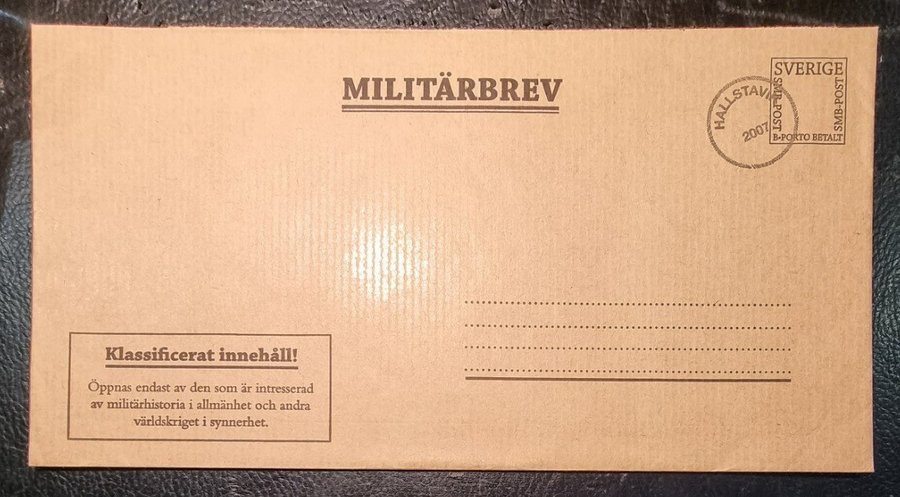 MILITÄRBREV
SVERIGE
SMB-POST
SMB-POST
B-PORTO BETALT
HALLSTAVIK
2007
Klassificerat innehåll!
Öppnas endast av den som är intresserad
av militärhistoria i allmänhet och andra
världskriget i synnerhet.